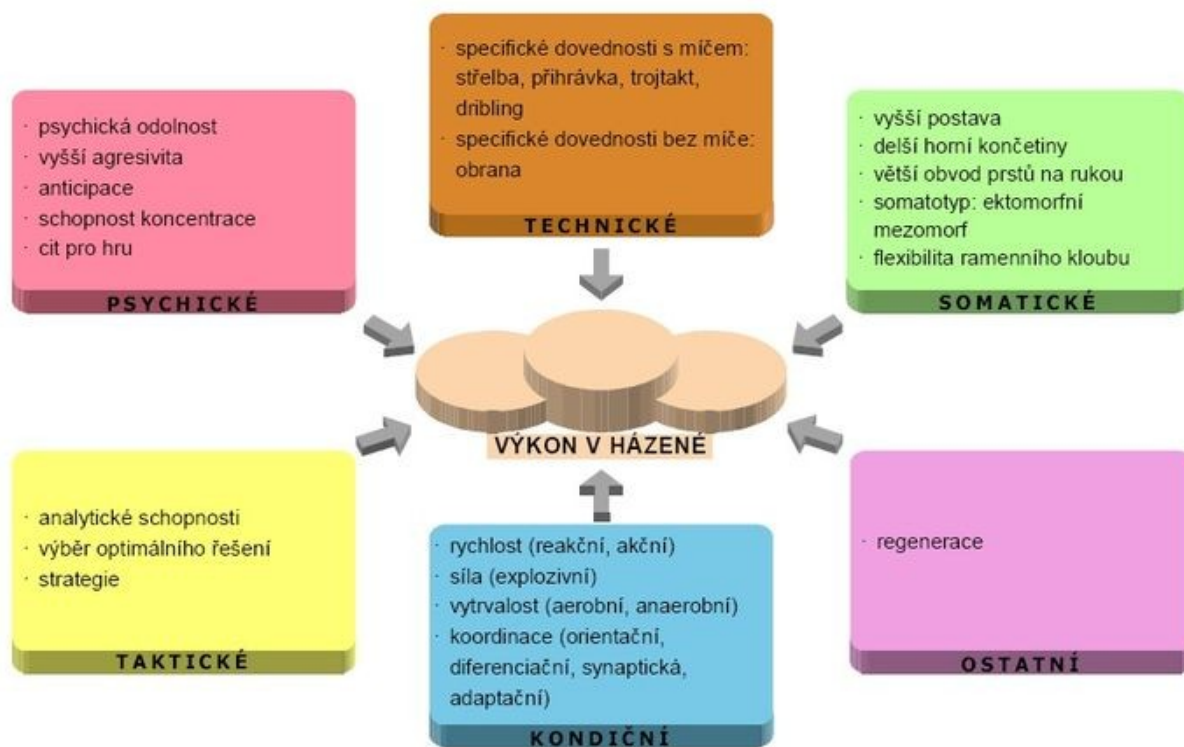 · specifické dovednosti s míčem:
střelba, přihrávka, trojtakt,
dribling
· specifické dovednosti bez míče:
obrana
TECHNICKÉ
· psychická odolnost
· vyšší agresivita
· anticipace
· schopnost koncentrace
· cit pro hru
PSYCHICKÉ
· vyšší postava
· delší horní končetiny
· větší obvod prstů na rukou
· somatotyp: ektomorfní
mezomorf
· flexibilita ramenního kloubu
SOMATICKÉ
VÝKON V HÁZENÉ
· analytické schopnosti
· výběr optimálního řešení
· strategie
TAKTICKÉ
· rychlost (reakční, akční)
· síla (explozivní)
· vytrvalost (aerobní, anaerobní)
· koordinace (orientační,
diferenciační, synaptická,
adaptační)
KONDIČNÍ
· regenerace
OSTATNÍ